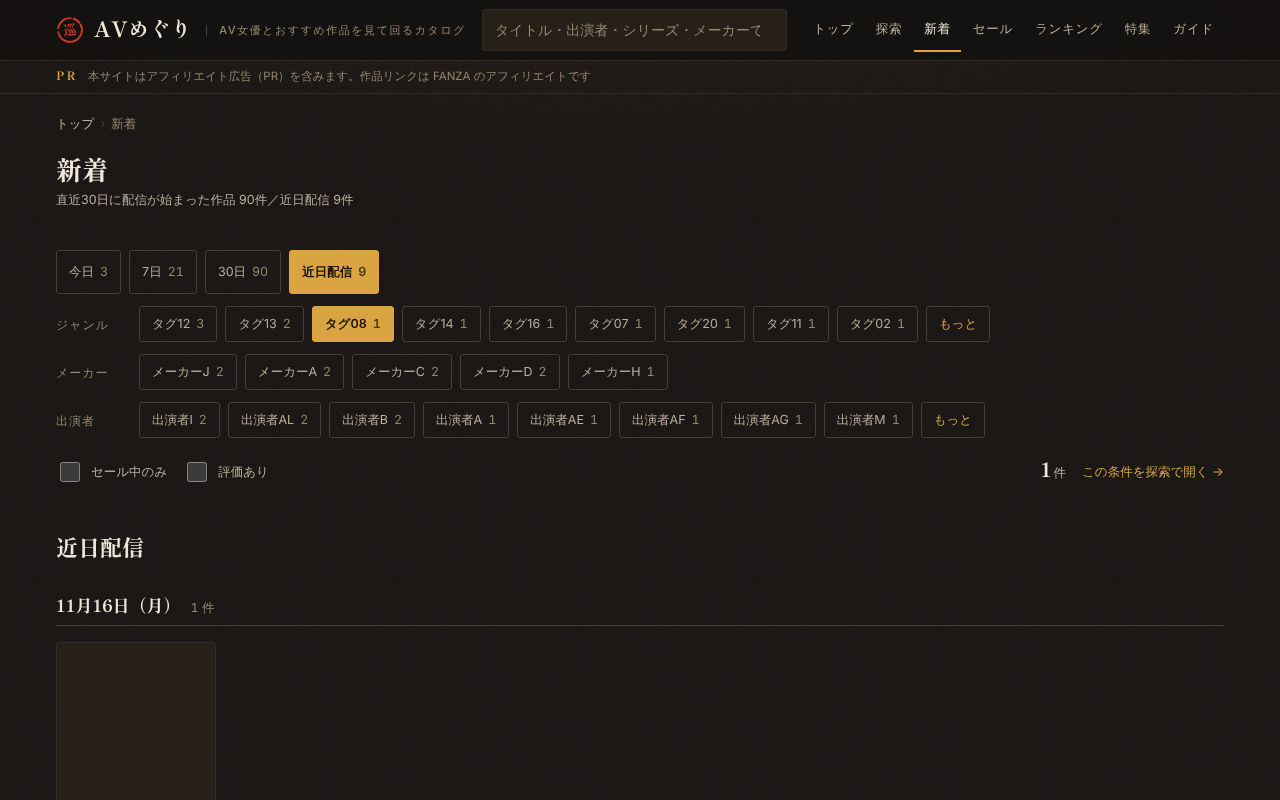 巡 AVめぐり AV女優とおすすめ作品を見て回るカタログ タイトル・出演者・シリーズ・メーカーで トップ 探索 新着 セール ランキング 特集 ガイド
PR 本サイトはアフィリエイト広告（PR）を含みます。作品リンクは FANZA のアフィリエイトです
トップ › 新着
新着
直近30日に配信が始まった作品 90件／近日配信 9件
今日 3 7日 21 30日 90 近日配信 9
ジャンル タグ12 3 タグ13 2 タグ08 1 タグ14 1 タグ16 1 タグ07 1 タグ20 1 タグ11 1 タグ02 1 もっと
メーカー メーカーJ 2 メーカーA 2 メーカーC 2 メーカーD 2 メーカーH 1
出演者 出演者I 2 出演者AL 2 出演者B 2 出演者A 1 出演者AE 1 出演者AF 1 出演者AG 1 出演者M 1 もっと
セール中のみ 評価あり 1件 この条件を探索で開く →
近日配信
11月16日（月） 1 件